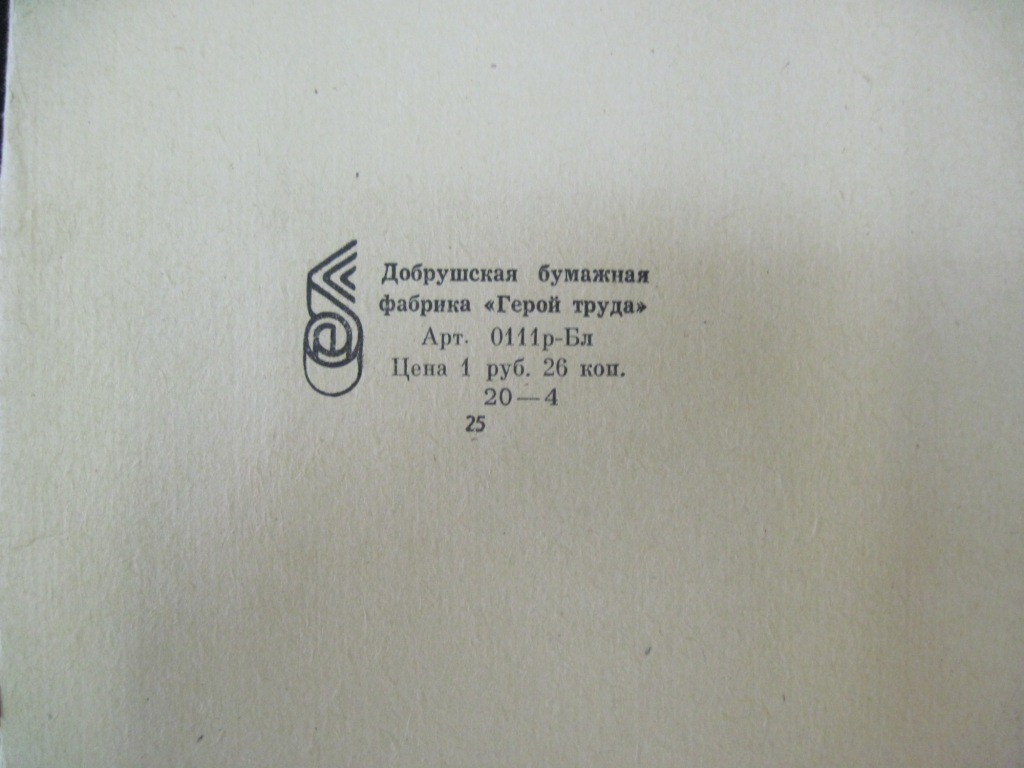 Добрушская бумажная
фабрика «Герой труда»
Арт. 0111р-Бл
Цена 1 руб. 26 коп.
20—4
25